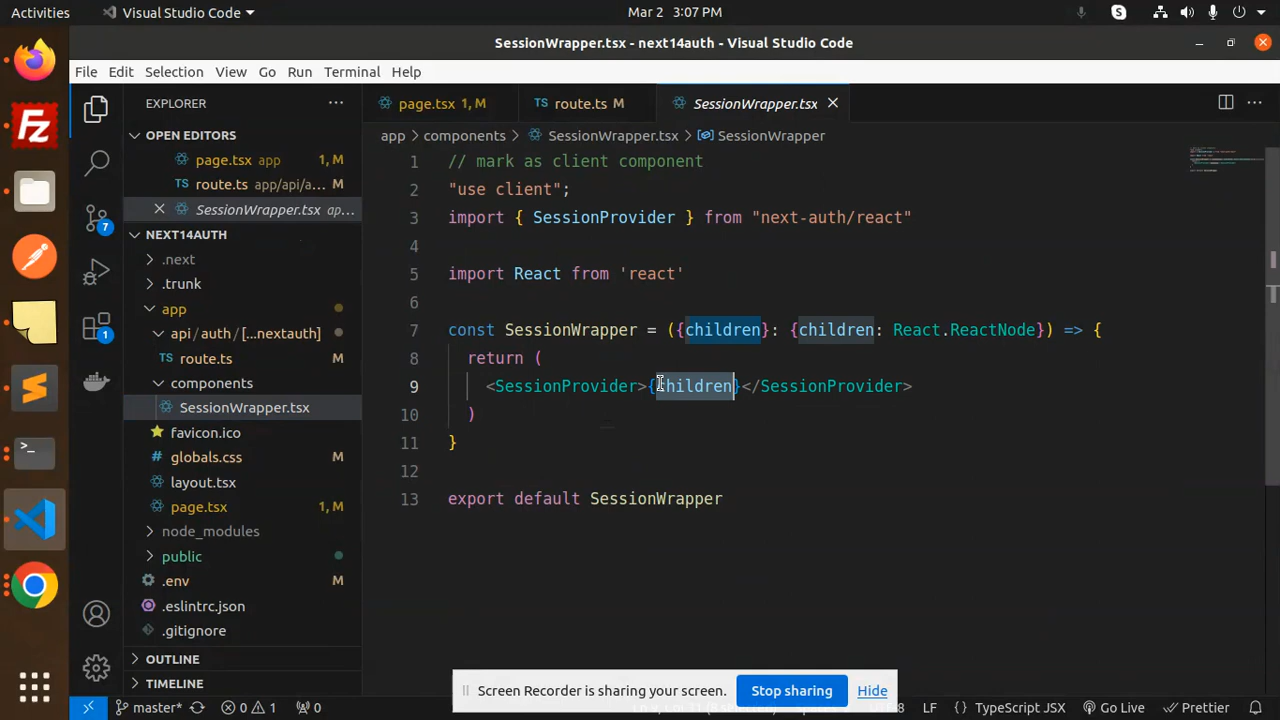 Activities
Visual Studio Code
Mar 2 3:07 PM
SessionWrapper.tsx - next14auth - Visual Studio Code
File Edit Selection View Go Run Terminal Help
EXPLORER
OPEN EDITORS
page.tsx app 1, M
route.ts app/api/a... M
SessionWrapper.tsx ap...
NEXT14AUTH
.next
.trunk
app
api / auth / [...nextauth]
route.ts M
components
SessionWrapper.tsx
favicon.ico
globals.css M
layout.tsx
page.tsx 1, M
node_modules
public
.env M
.eslintrc.json
.gitignore
OUTLINE
TIMELINE
7
1
page.tsx 1, M
route.ts M
SessionWrapper.tsx
app > components > SessionWrapper.tsx > SessionWrapper
1 // mark as client component
2 "use client";
3 import { SessionProvider } from "next-auth/react"
4
5 import React from 'react'
6
7 const SessionWrapper = ({children}: {children: React.ReactNode}) => {
8 return (
9 <SessionProvider>{children}</SessionProvider>
10 )
11 }
12
13 export default SessionWrapper
Screen Recorder is sharing your screen. Stop sharing Hide
master* 0 1 0 LF { } TypeScript JSX Go Live Prettier